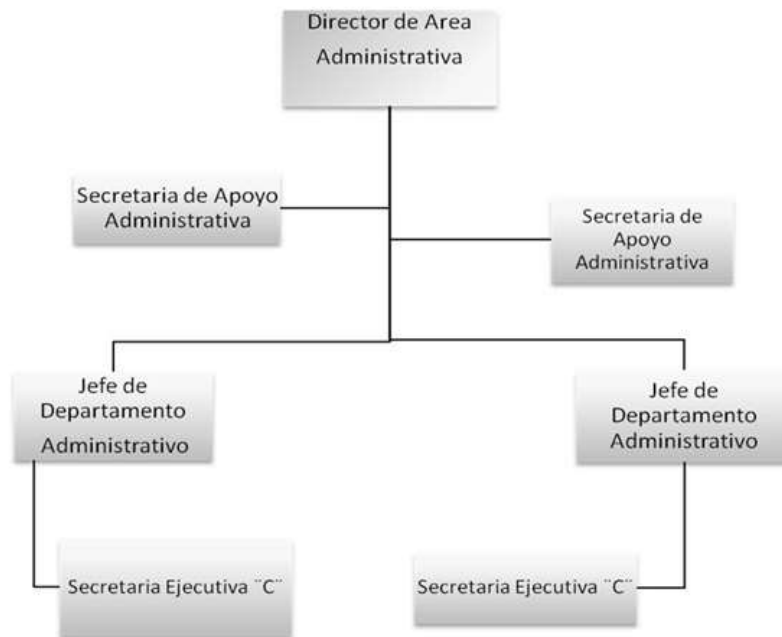 Director de Area
Administrativa
Secretaria de Apoyo
Administrativa
Secretaria de
Apoyo
Administrativa
Jefe de
Departamento
Administrativo
Jefe de
Departamento
Administrativo
Secretaria Ejecutiva ¨C¨
Secretaria Ejecutiva ¨C¨